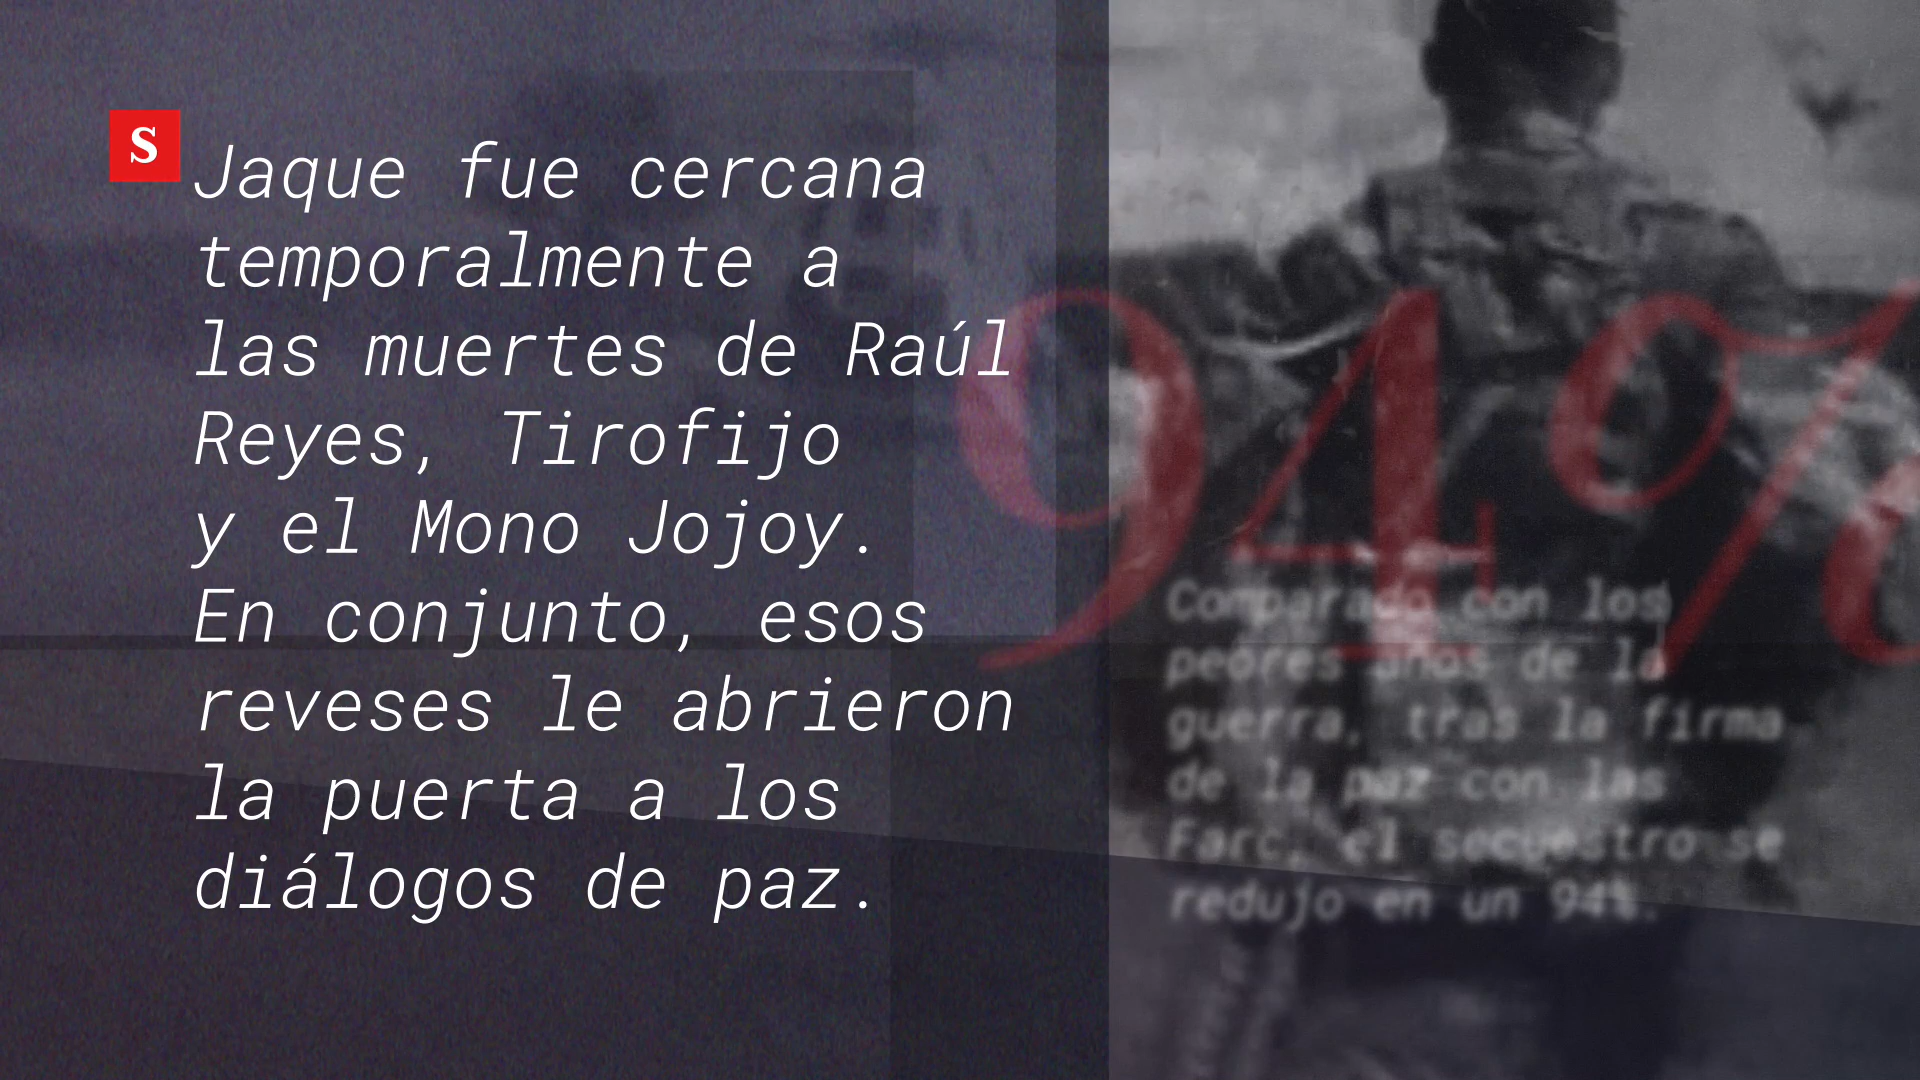 S
Jaque fue cercana
temporalmente a
las muertes de Raúl
Reyes, Tirofijo
y el Mono Jojoy.
En conjunto, esos
reveses le abrieron
la puerta a los
diálogos de paz.
94%
Comparado con los
peores años de la
guerra, tras la firma
de la paz con las
Farc, el secuestro se
redujo en un 94%.